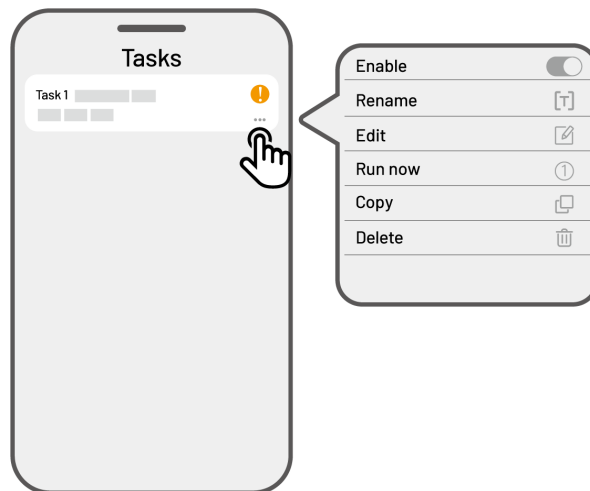 Tasks
Task 1
Enable
Rename
Edit
Run now
Copy
Delete